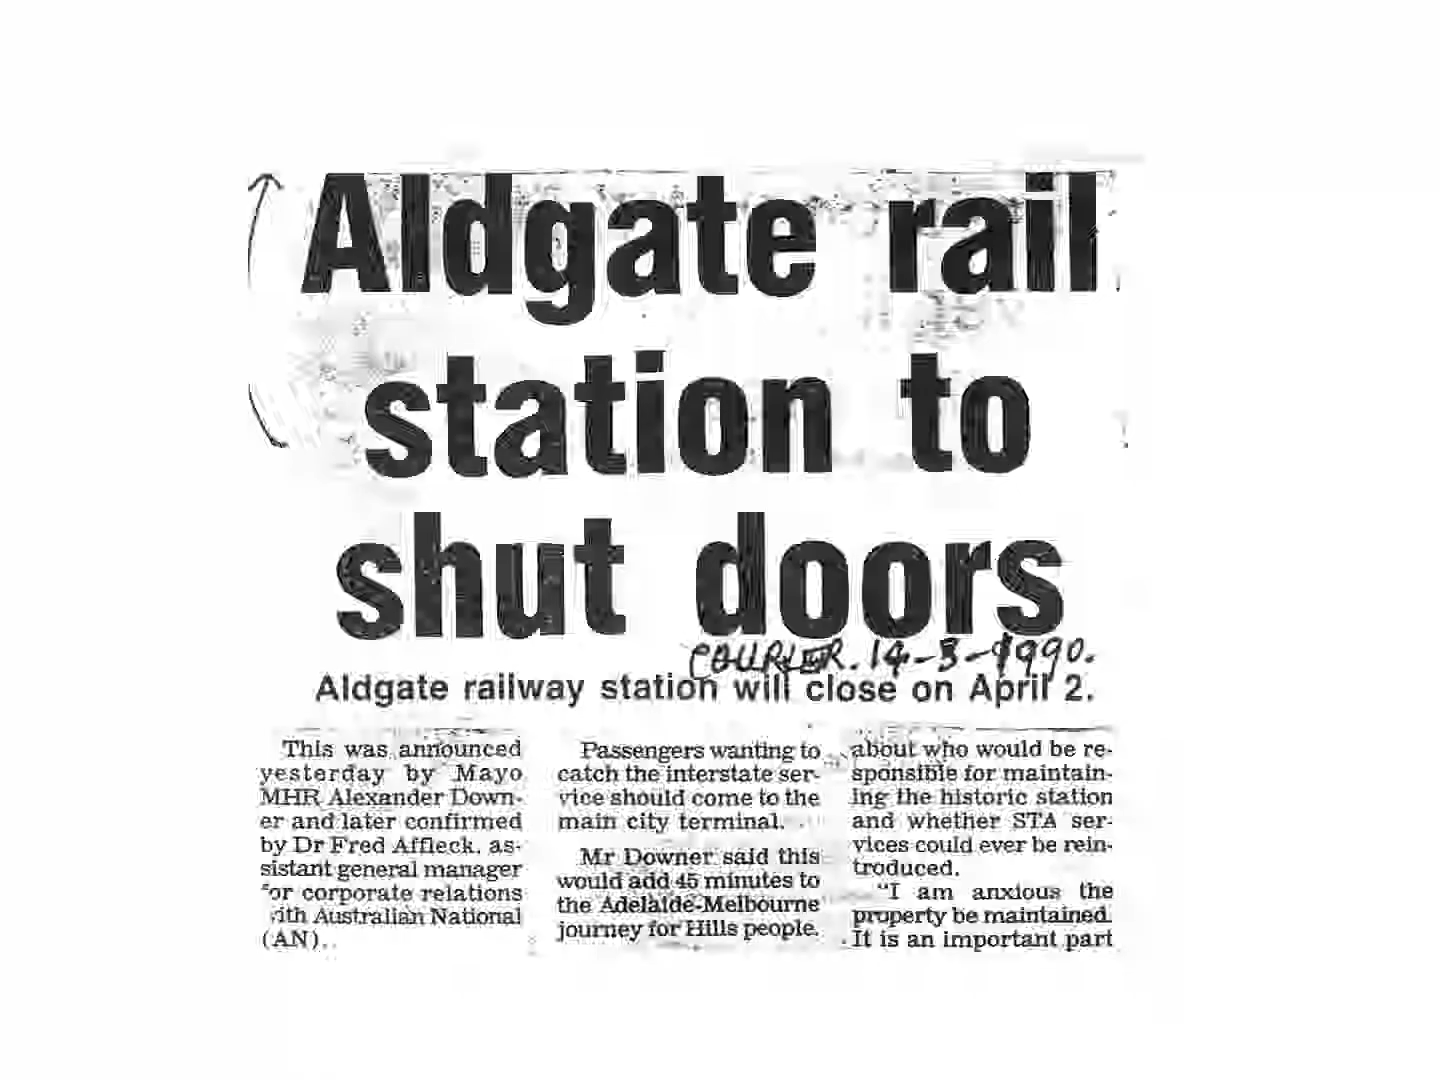 Aldgate rail
station to
shut doors
COURIER. 14-3-1990.
Aldgate railway station will close on April 2.
This was announced
yesterday by Mayo
MHR Alexander Down-
er and later confirmed
by Dr Fred Affleck, as-
sistant general manager
for corporate relations
with Australian National
(AN).
Passengers wanting to
catch the interstate ser-
vice should come to the
main city terminal.
Mr Downer said this
would add 45 minutes to
the Adelaide-Melbourne
journey for Hills people.
about who would be re-
sponsible for maintain-
ing the historic station
and whether STA ser-
vices could ever be rein-
troduced.
"I am anxious the
property be maintained.
It is an important part